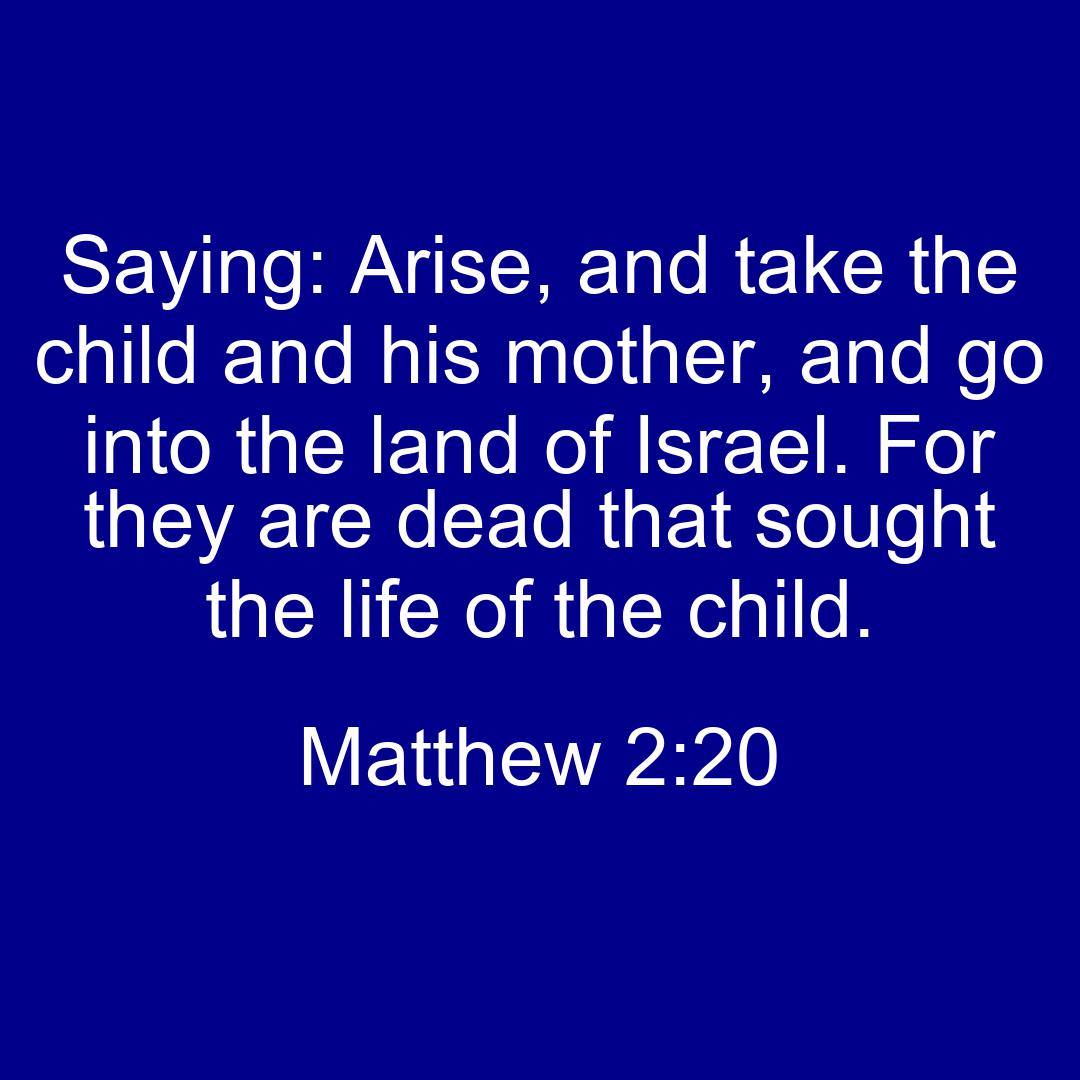 Saying: Arise, and take the
child and his mother, and go
into the land of Israel. For
they are dead that sought
the life of the child.
Matthew 2:20